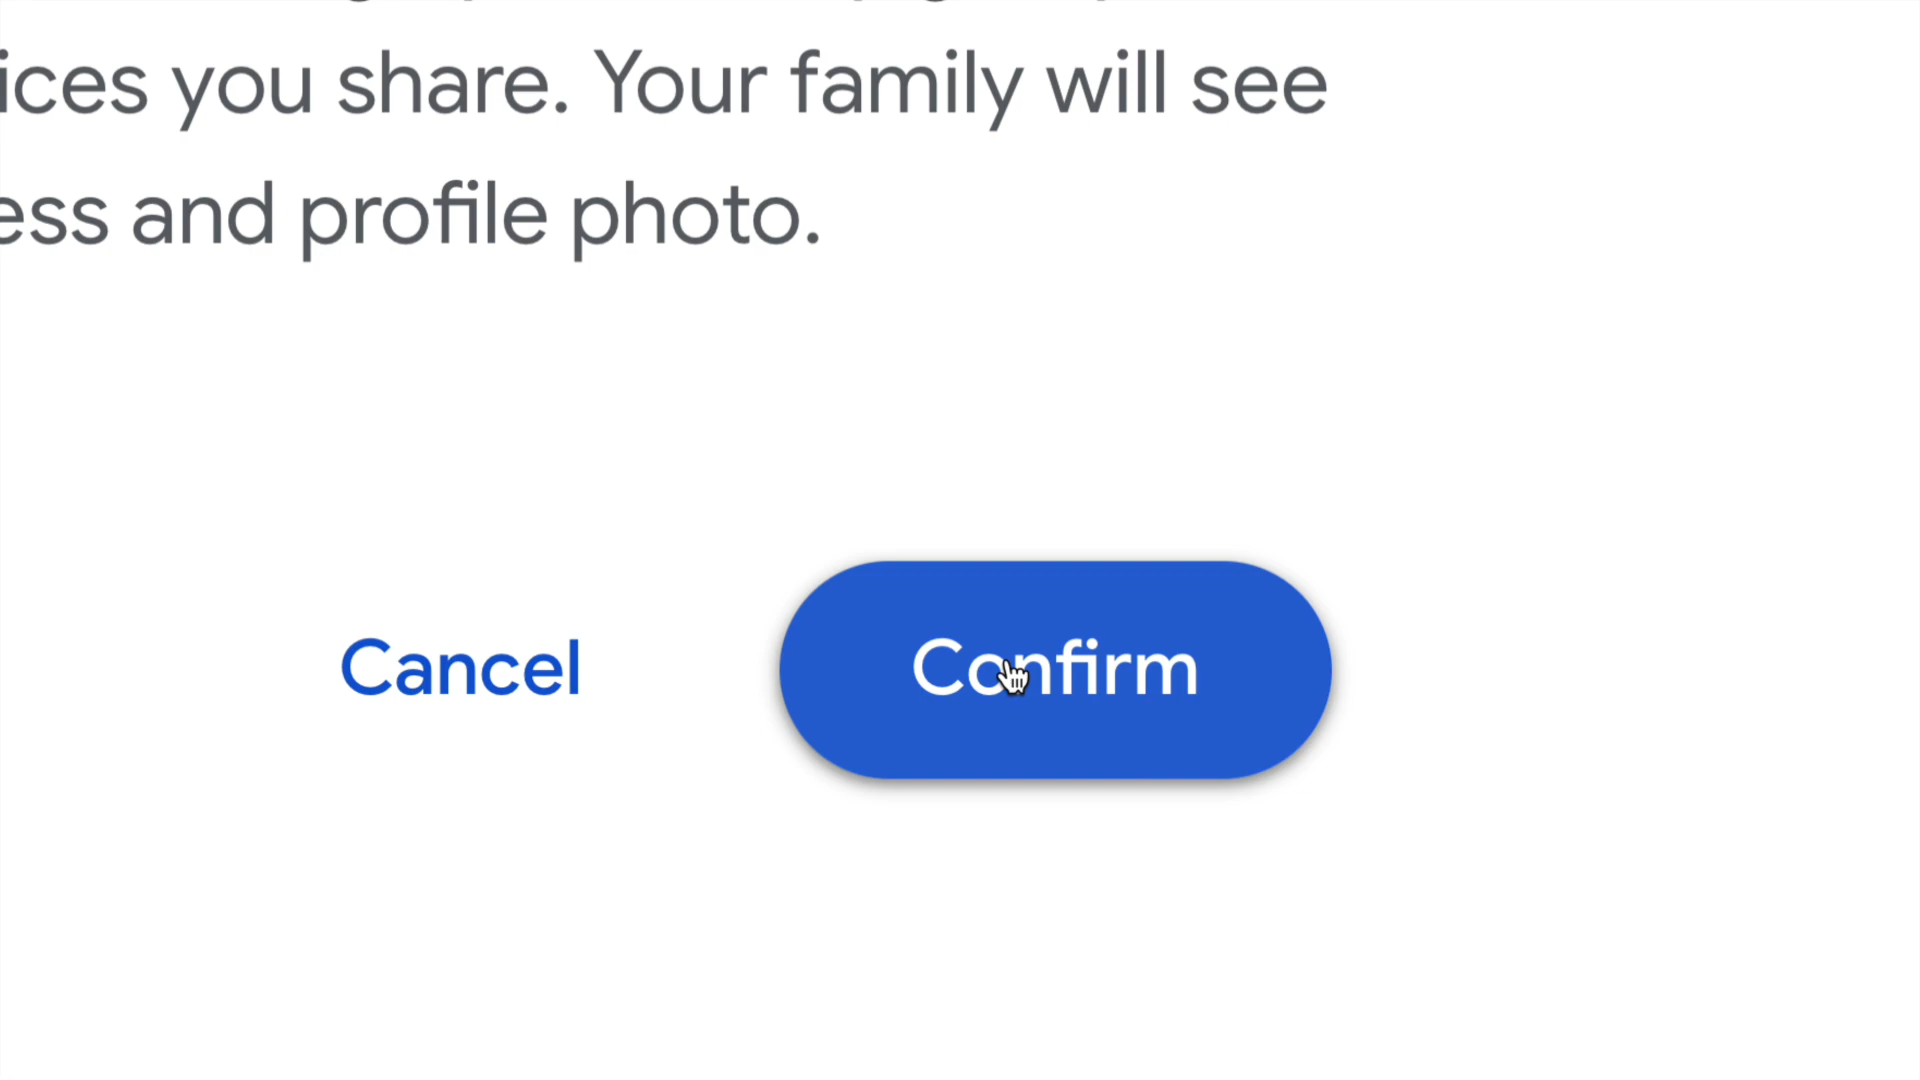 ices you share. Your family will see
ess and profile photo.
Cancel
Confirm